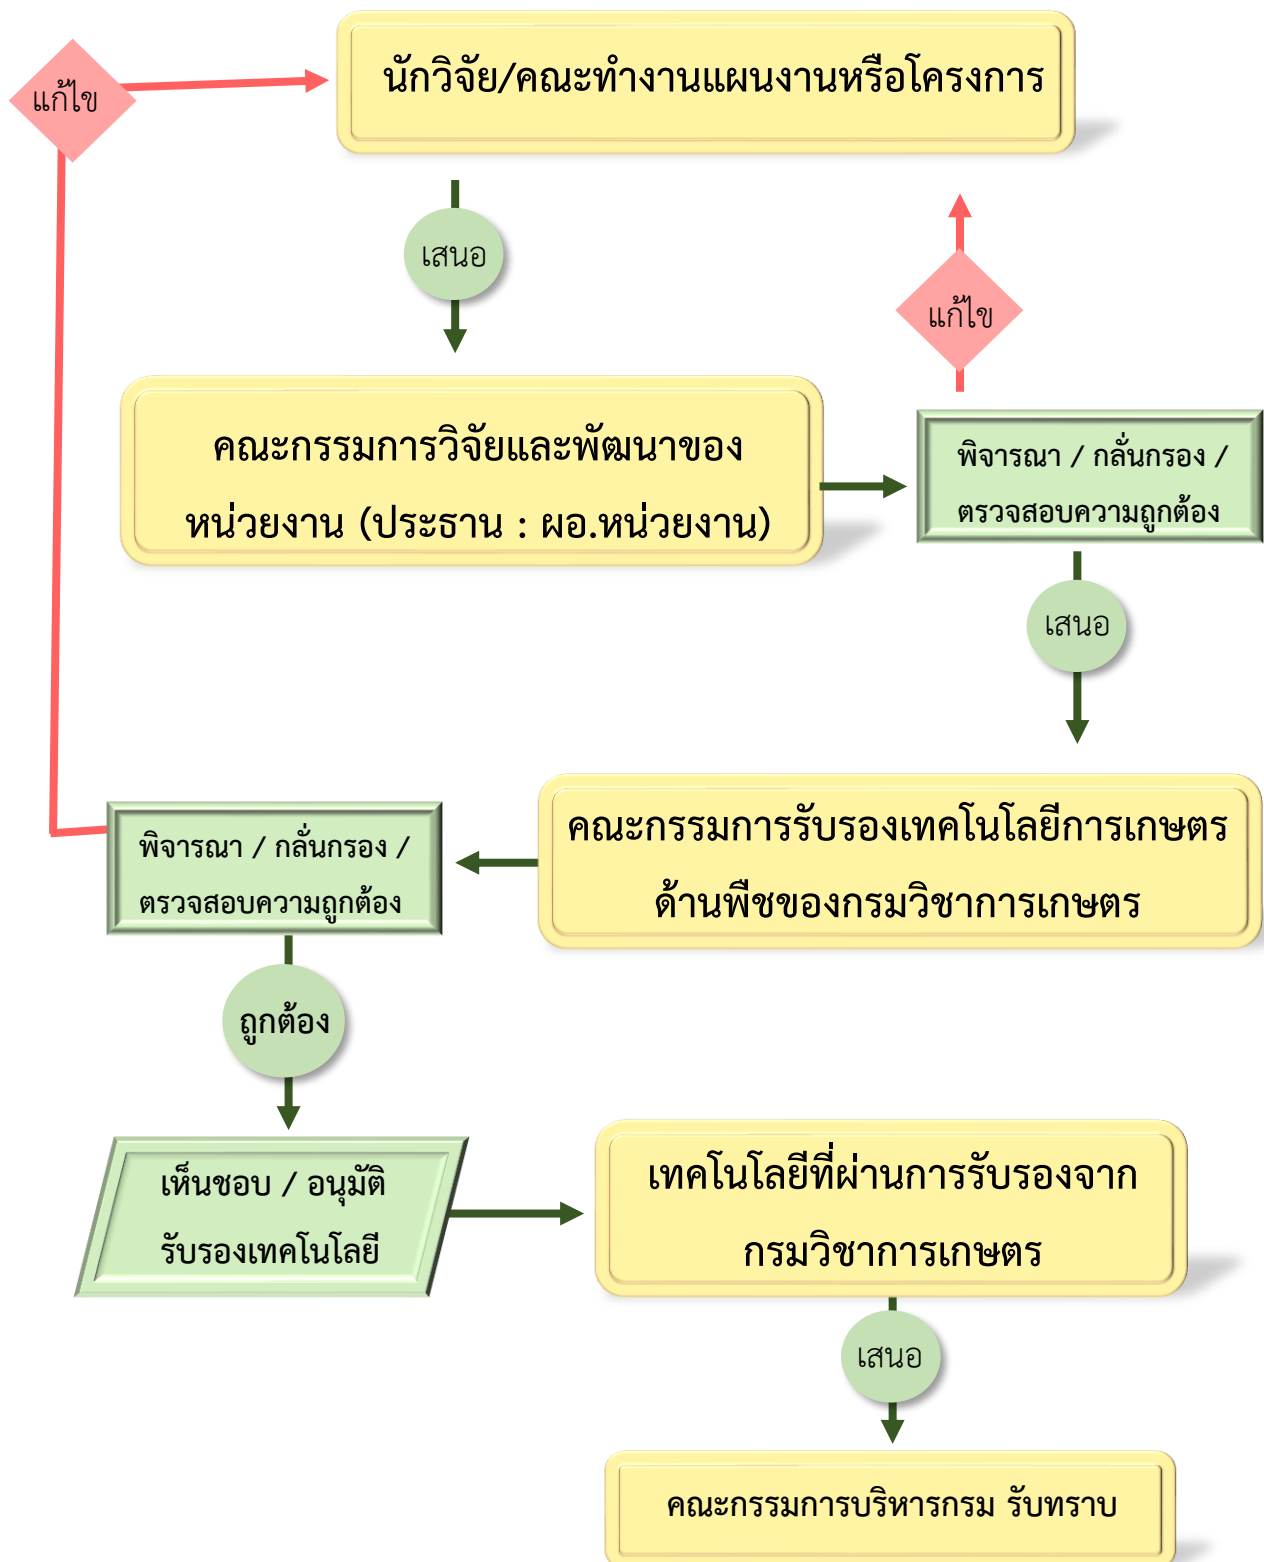 แก้ไข
นักวิจัย/คณะทำงานแผนงานหรือโครงการ
เสนอ
แก้ไข
คณะกรรมการวิจัยและพัฒนาของ
หน่วยงาน (ประธาน : ผอ.หน่วยงาน)
พิจารณา / กลั่นกรอง /
ตรวจสอบความถูกต้อง
เสนอ
คณะกรรมการรับรองเทคโนโลยีการเกษตร
ด้านพืชของกรมวิชาการเกษตร
พิจารณา / กลั่นกรอง /
ตรวจสอบความถูกต้อง
ถูกต้อง
เห็นชอบ / อนุมัติ
รับรองเทคโนโลยี
เทคโนโลยีที่ผ่านการรับรองจาก
กรมวิชาการเกษตร
เสนอ
คณะกรรมการบริหารกรม รับทราบ